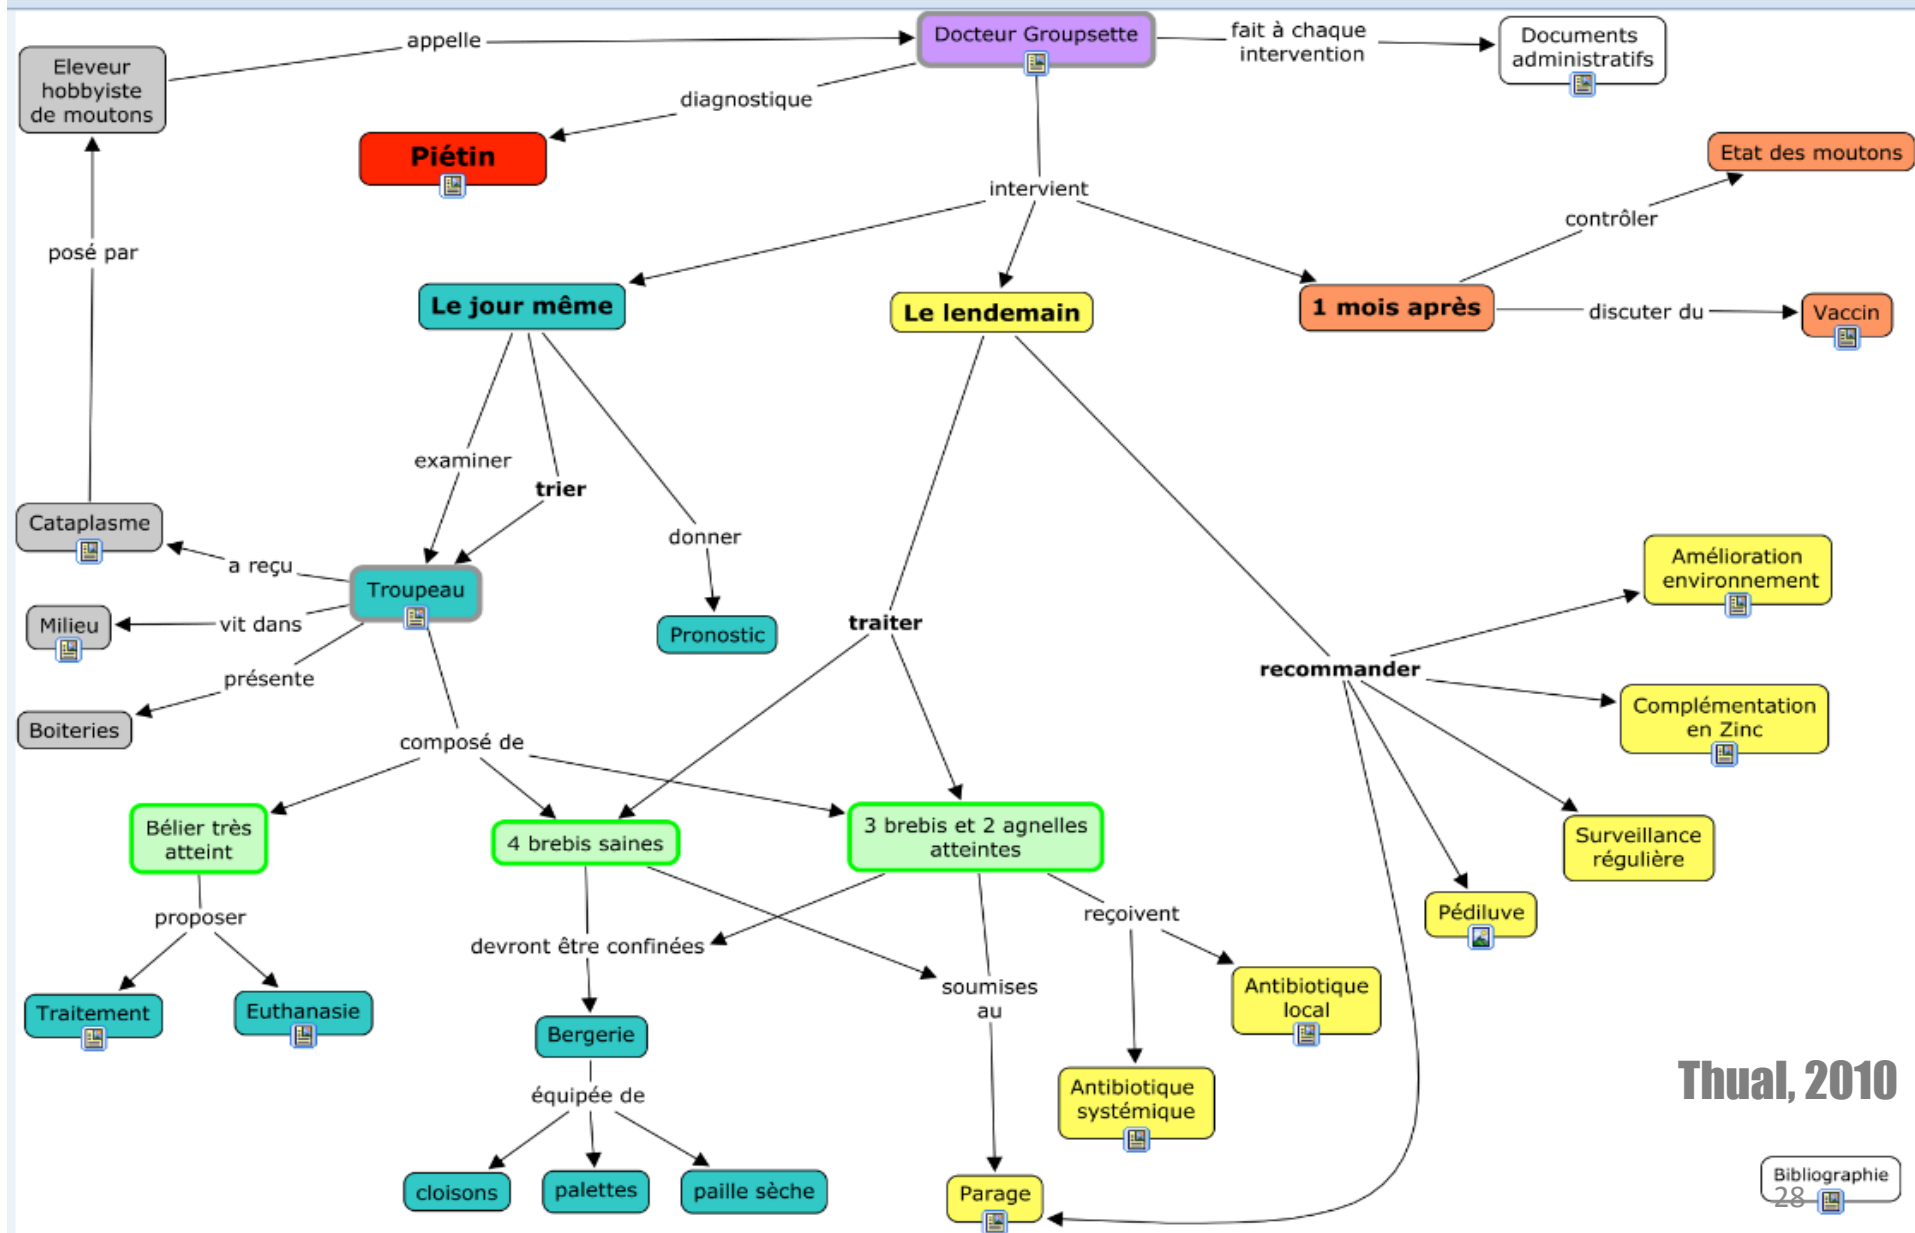 appelle
Docteur Groupsette
fait à chaque
intervention
Documents
administratifs
Eleveur
hobbyiste
de moutons
diagnostique
Piétin
Etat des moutons
intervient
contrôler
posé par
Le jour même
Le lendemain
1 mois après
discuter du
Vaccin
examiner
trier
donner
Cataplasme
a reçu
Troupeau
Milieu
vit dans
Pronostic
traiter
Amélioration
environnement
présente
recommander
Boiteries
composé de
Complémentation
en Zinc
Bélier très
atteint
4 brebis saines
3 brebis et 2 agnelles
atteintes
Surveillance
régulière
proposer
devront être confinées
reçoivent
Pédiluve
Traitement
Euthanasie
soumises
au
Antibiotique
local
Bergerie
équipée de
Antibiotique
systémique
Thual, 2010
cloisons
palettes
paille sèche
Parage
Bibliographie
28